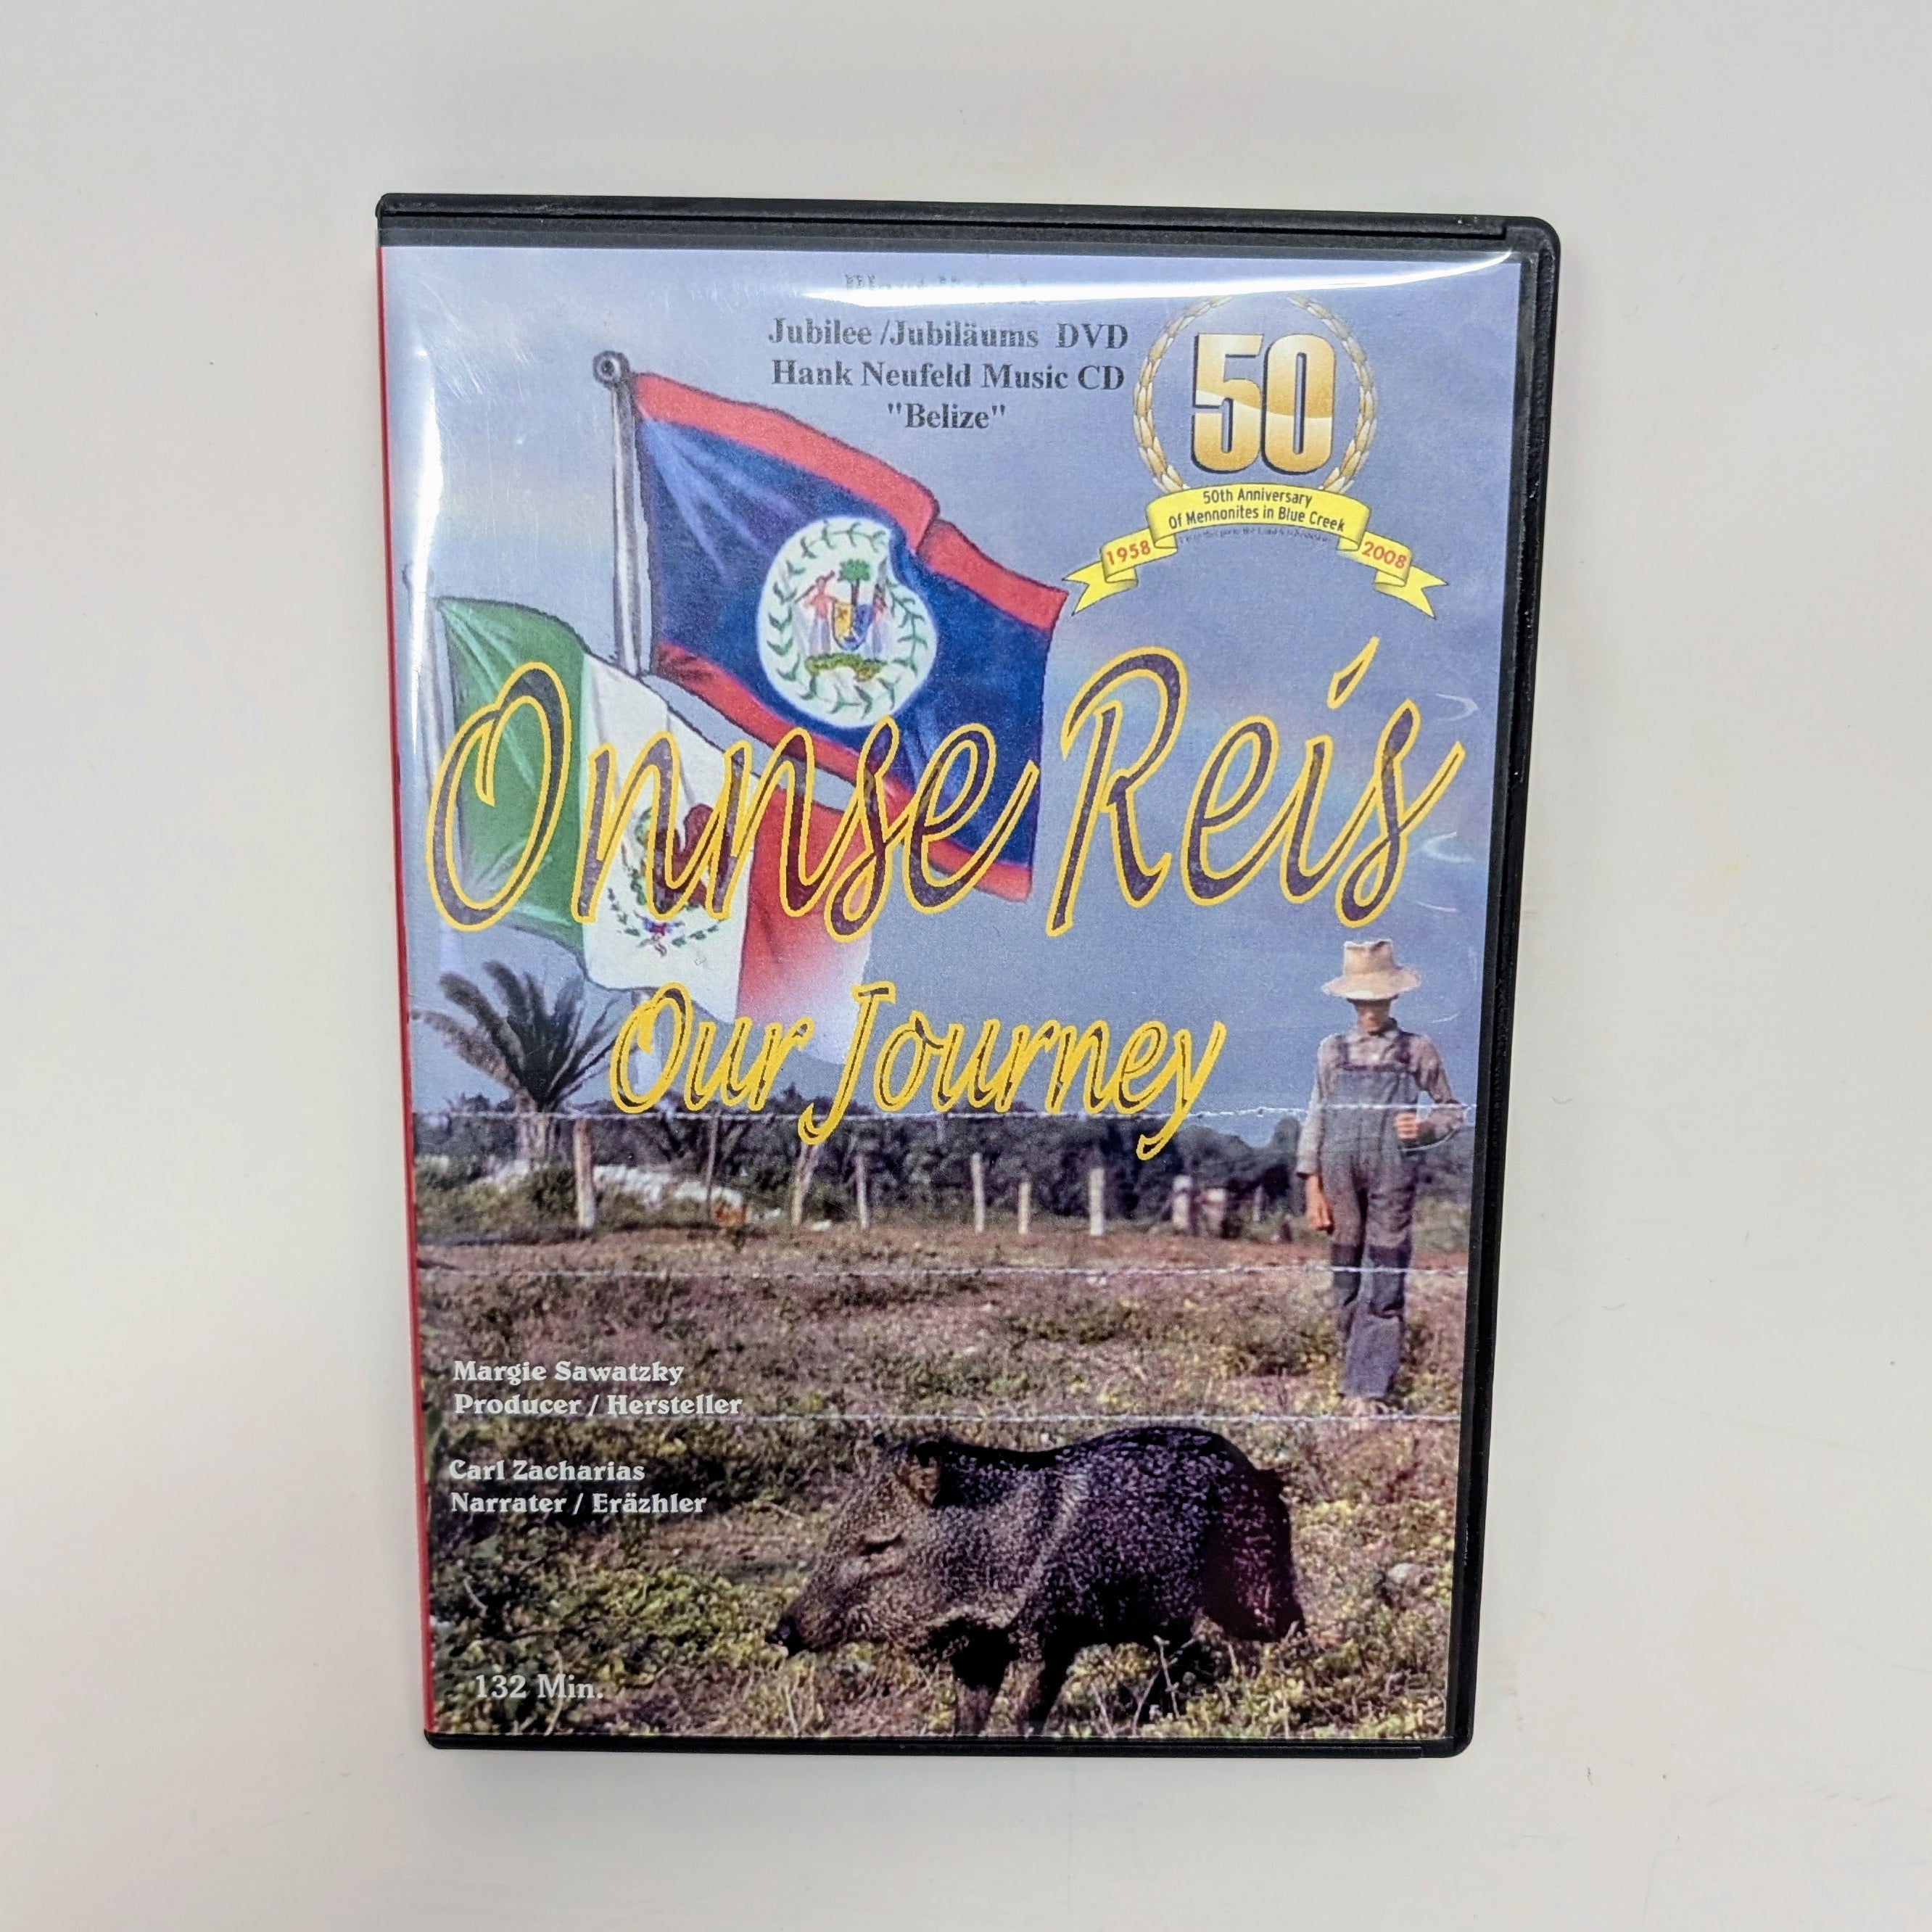 Jubilee /Jubiläums DVD
Hank Neufeld Music CD
"Belize"
50
50th Anniversary
Of Mennonites in Blue Creek
1958
2008
Onnse Reis
Our Journey
Margie Sawatzky
Producer / Hersteller
Carl Zacharias
Narrater / Eräzhler
132 Min.